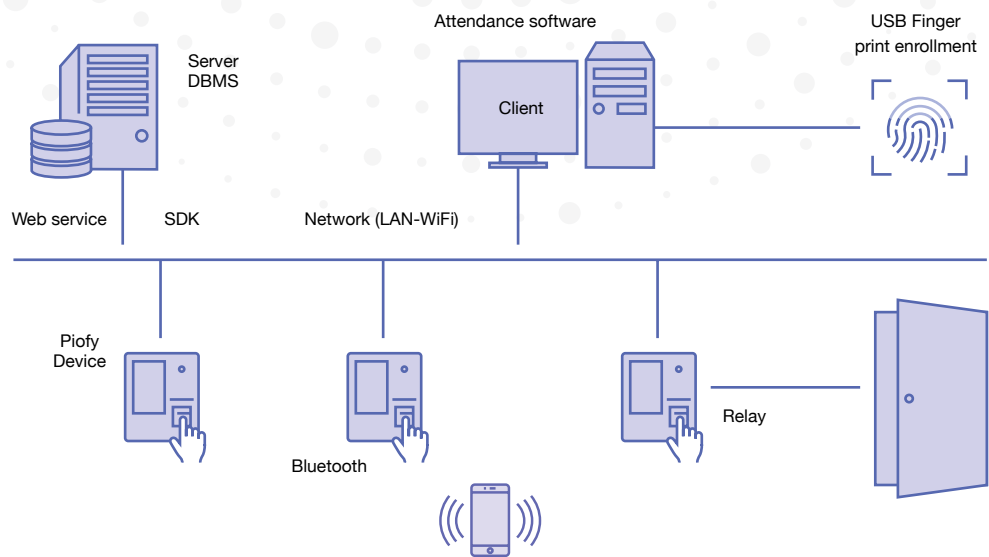 Attendance software
USB Finger
print enrollment
Server
DBMS
Client
Web service
SDK
Network (LAN-WiFi)
Piofy
Device
Relay
Bluetooth